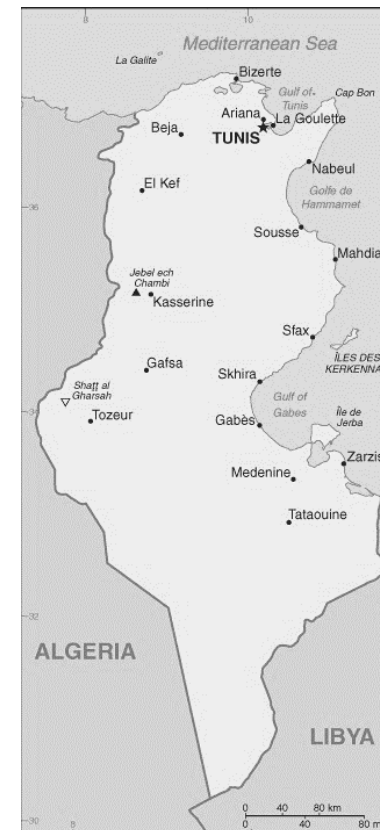 8
10
Mediterranean Sea
La Galite
Bizerte
Gulf of
Tunis
Cap Bon
Ariana
La Goulette
Beja
TUNIS
Nabeul
El Kef
36
Golfe de
Hammamet
Sousse
Mahdia
Jebel ech
Chambi
Kasserine
Sfax
ÎLES DES
KERKENNA
Gafsa
Skhira
Shaṭṭ al
Gharsah
Gulf of
Gabes
Île de
Jerba
Tozeur
Gabès
Zarzis
Medenine
Tataouine
32
ALGERIA
LIBYA
0 40 80 km
0 40 80 m
30
8